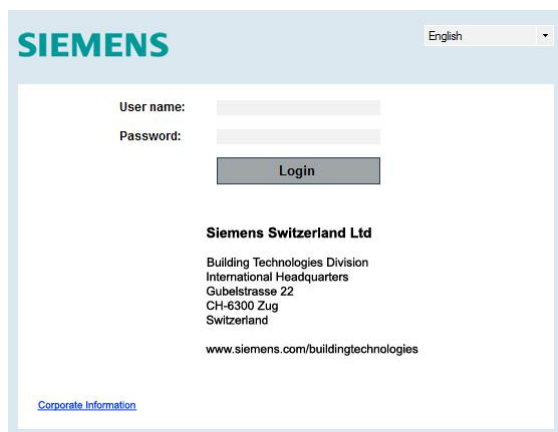 SIEMENS
English
User name:
Password:
Login
Siemens Switzerland Ltd
Building Technologies Division
International Headquarters
Gubelstrasse 22
CH-6300 Zug
Switzerland
www.siemens.com/buildingtechnologies
Corporate Information